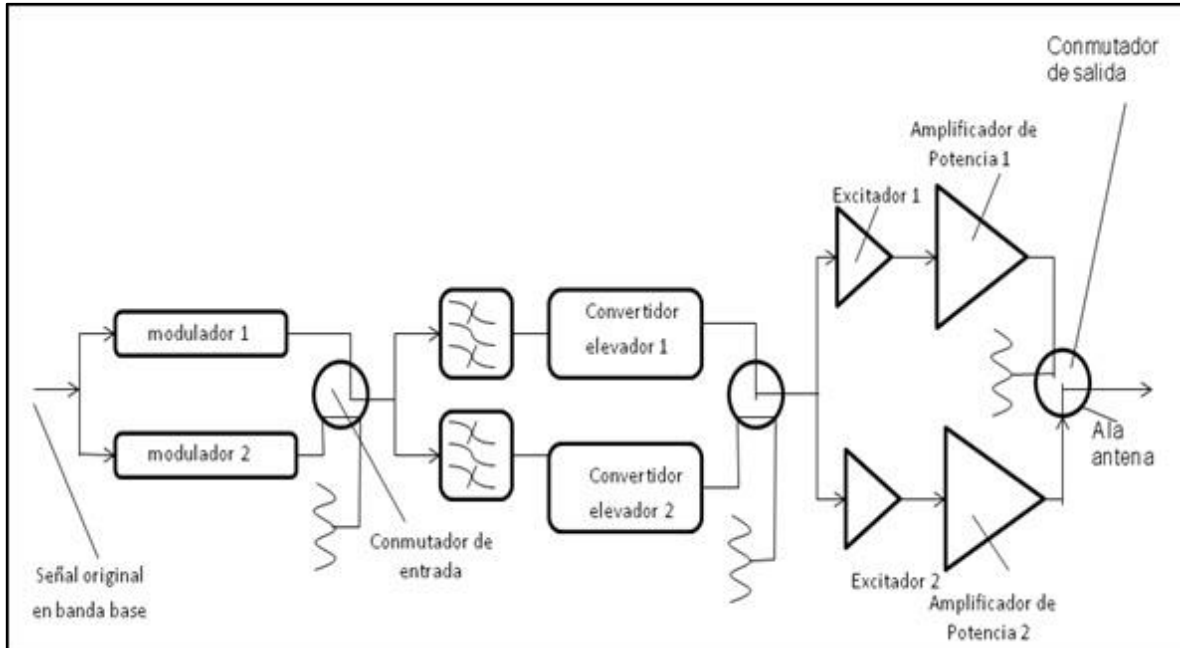 Conmutador
de salida
Amplificador de
Potencia 1
Excitador 1
Convertidor
elevador 1
modulador 1
modulador 2
Convertidor
elevador 2
A la
antena
Conmutador de
entrada
Señal original
en banda base
Excitador 2
Amplificador de
Potencia 2